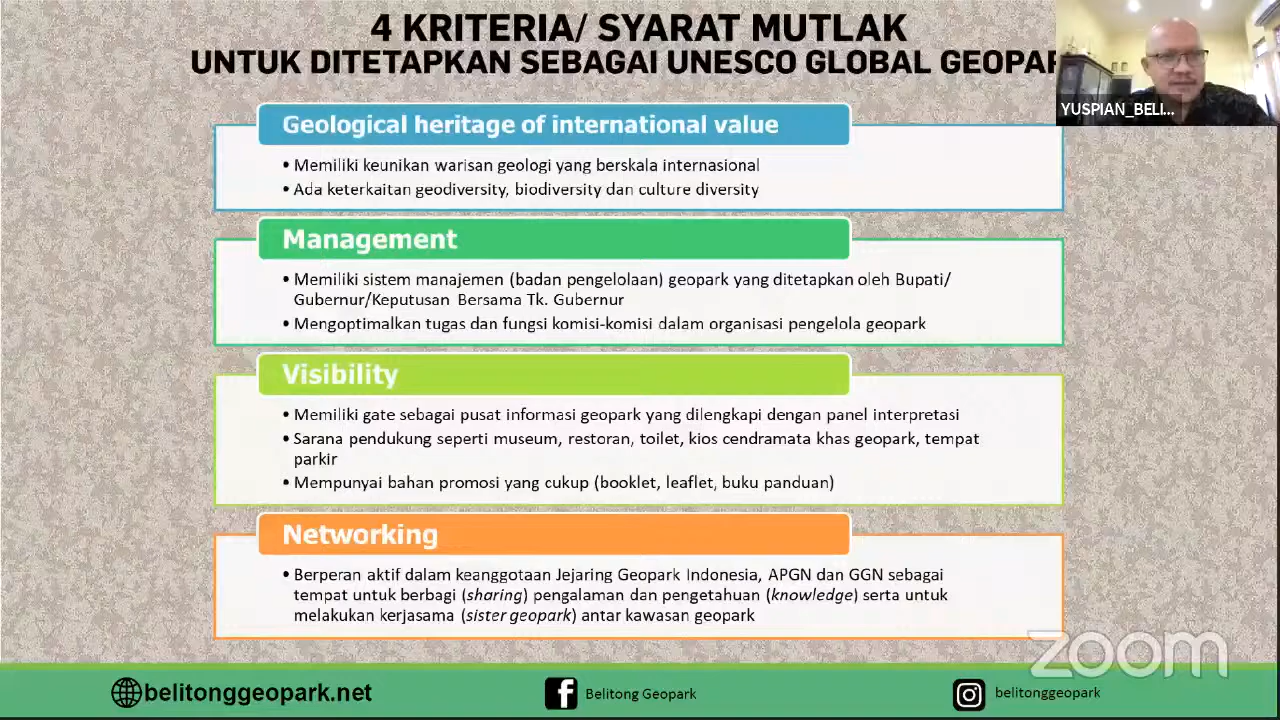 4 KRITERIA/ SYARAT MUTLAK
UNTUK DITETAPKAN SEBAGAI UNESCO GLOBAL GEOPAR
YUSPIAN_BELI...
Geological heritage of international value
• Memiliki keunikan warisan geologi yang berskala internasional
• Ada keterkaitan geodiversity, biodiversity dan culture diversity
Management
• Memiliki sistem manajemen (badan pengelolaan) geopark yang ditetapkan oleh Bupati/
Gubernur/Keputusan Bersama Tk. Gubernur
• Mengoptimalkan tugas dan fungsi komisi-komisi dalam organisasi pengelola geopark
Visibility
• Memiliki gate sebagai pusat informasi geopark yang dilengkapi dengan panel interpretasi
• Sarana pendukung seperti museum, restoran, toilet, kios cendramata khas geopark, tempat
parkir
• Mempunyai bahan promosi yang cukup (booklet, leaflet, buku panduan)
Networking
• Berperan aktif dalam keanggotaan Jejaring Geopark Indonesia, APGN dan GGN sebagai
tempat untuk berbagi (sharing) pengalaman dan pengetahuan (knowledge) serta untuk
melakukan kerjasama (sister geopark) antar kawasan geopark
zoom
belitonggeopark.net
Belitong Geopark
belitonggeopark